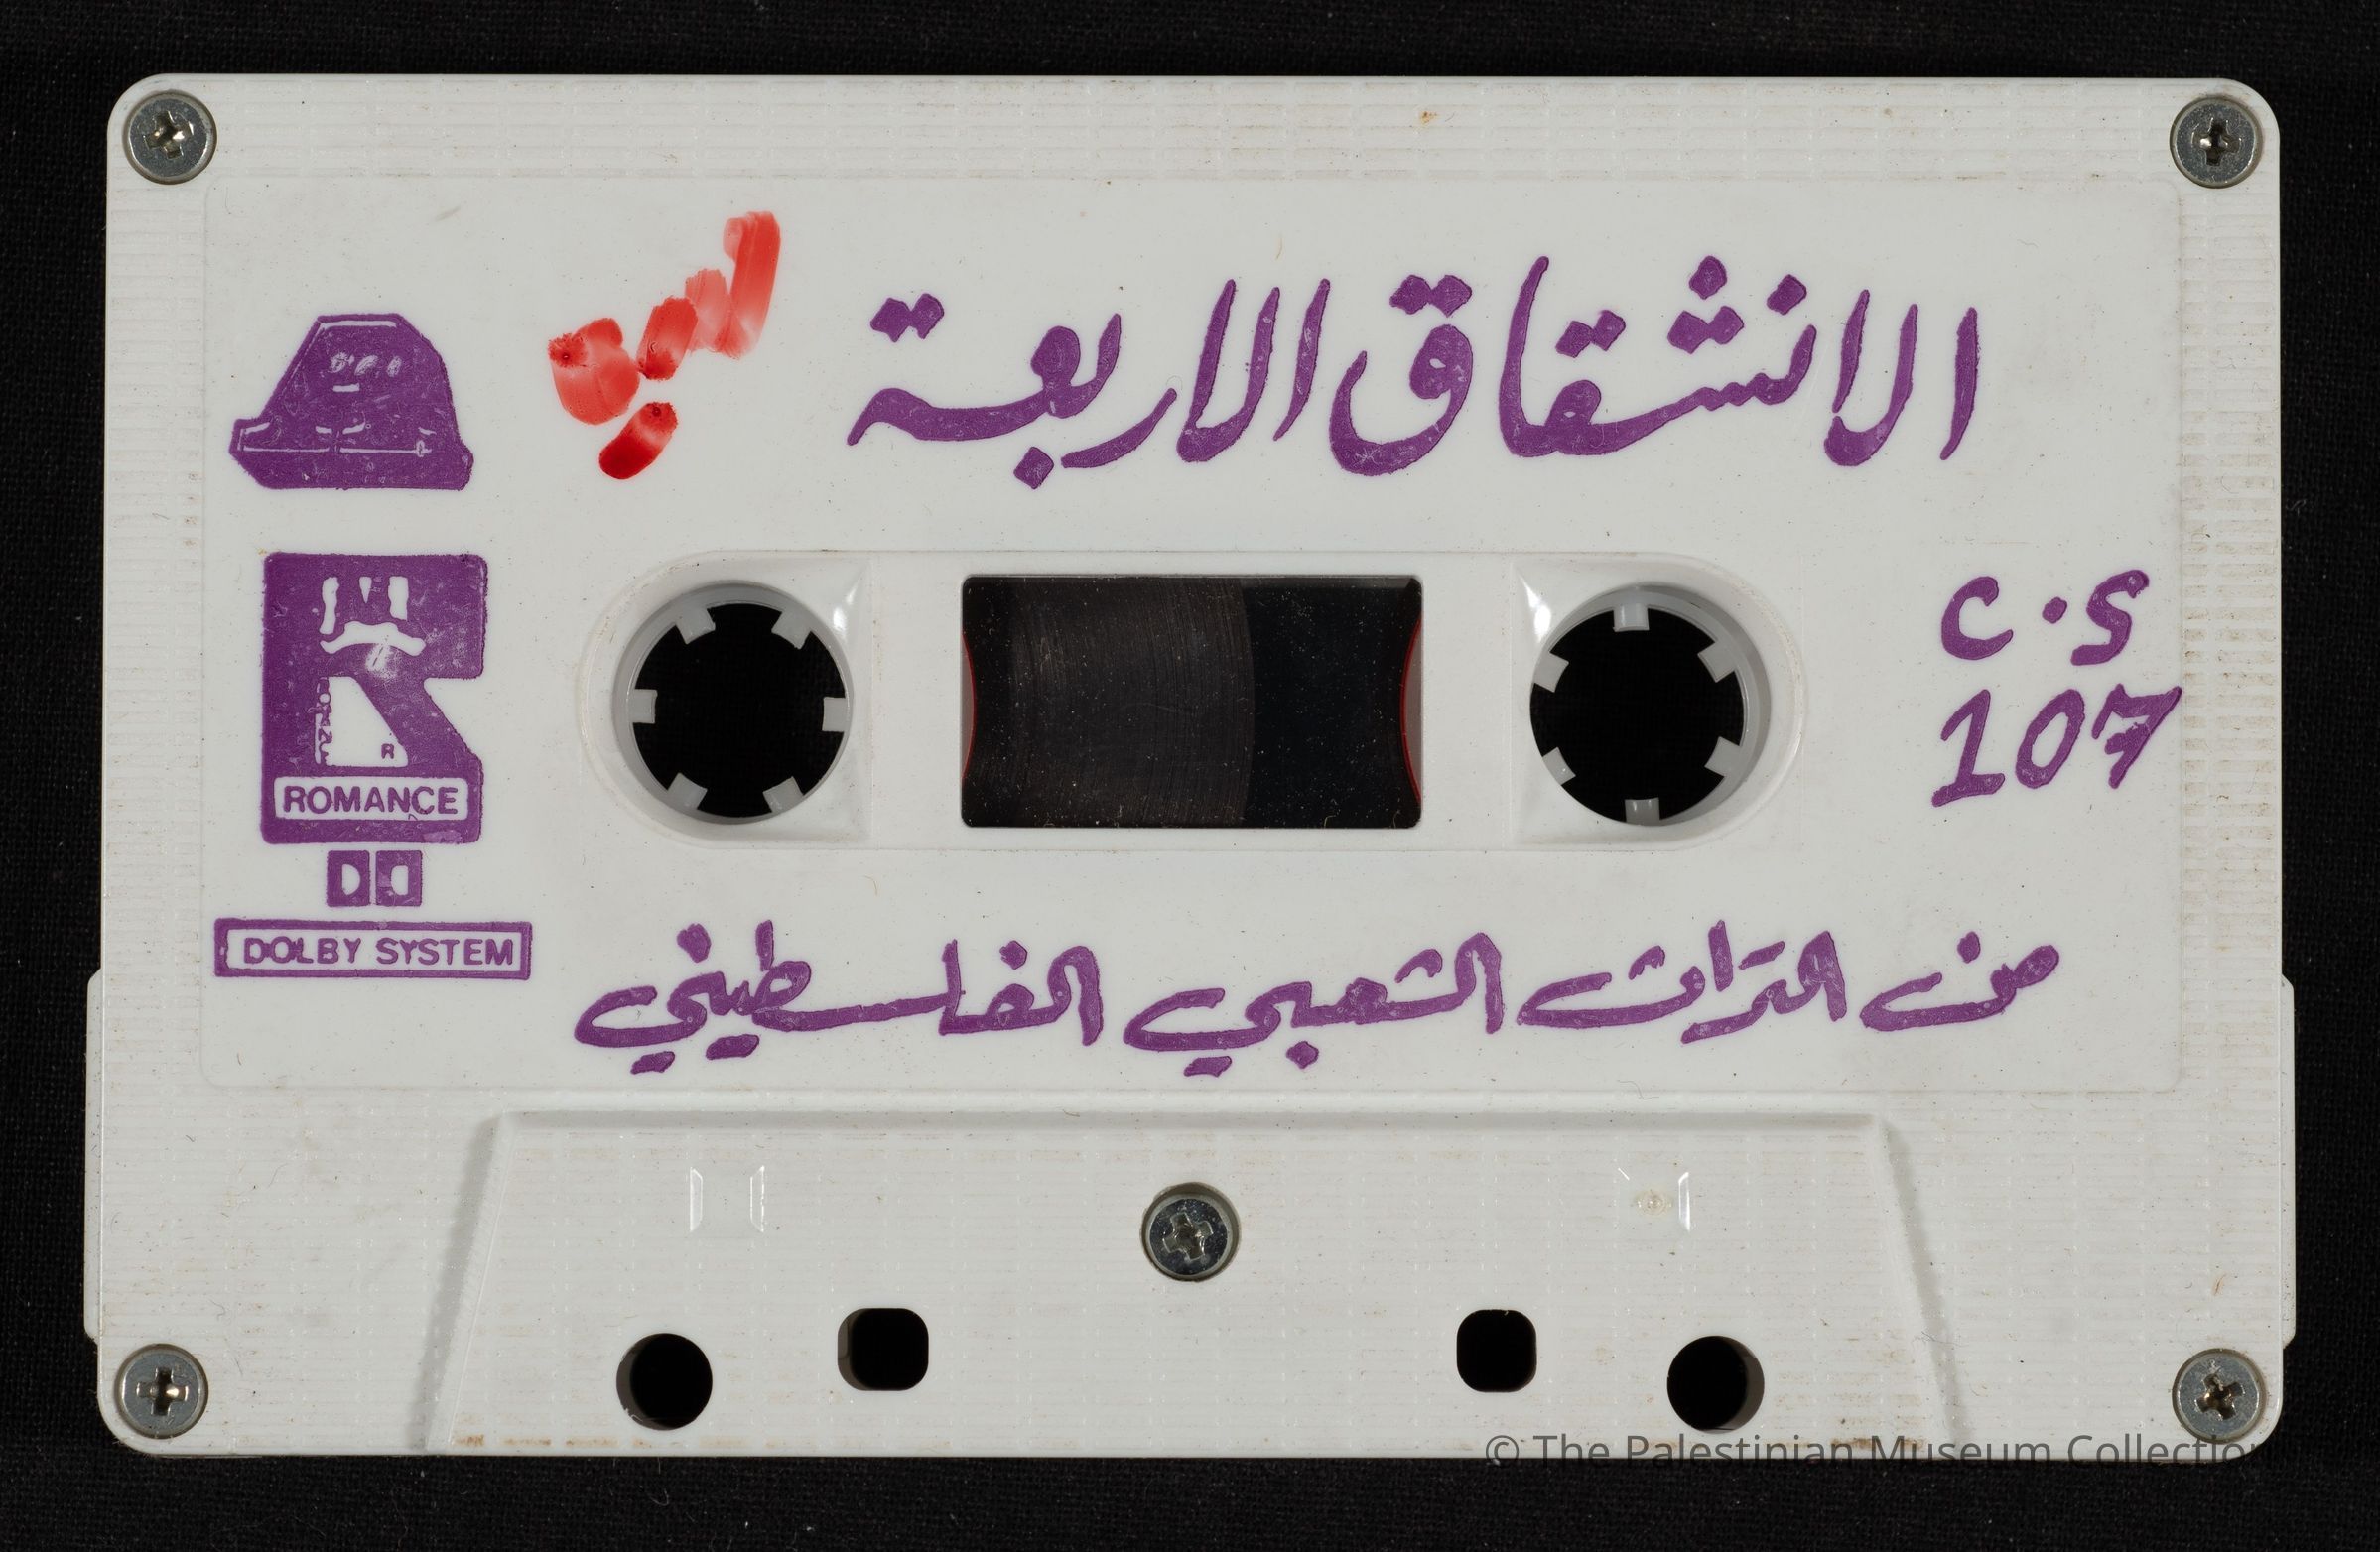 الانشقاق الاربعة
C.S
107
ROMANCE
DOLBY SYSTEM
من التراث الشعبي الفلسطيني
© The Palestinian Museum Collection